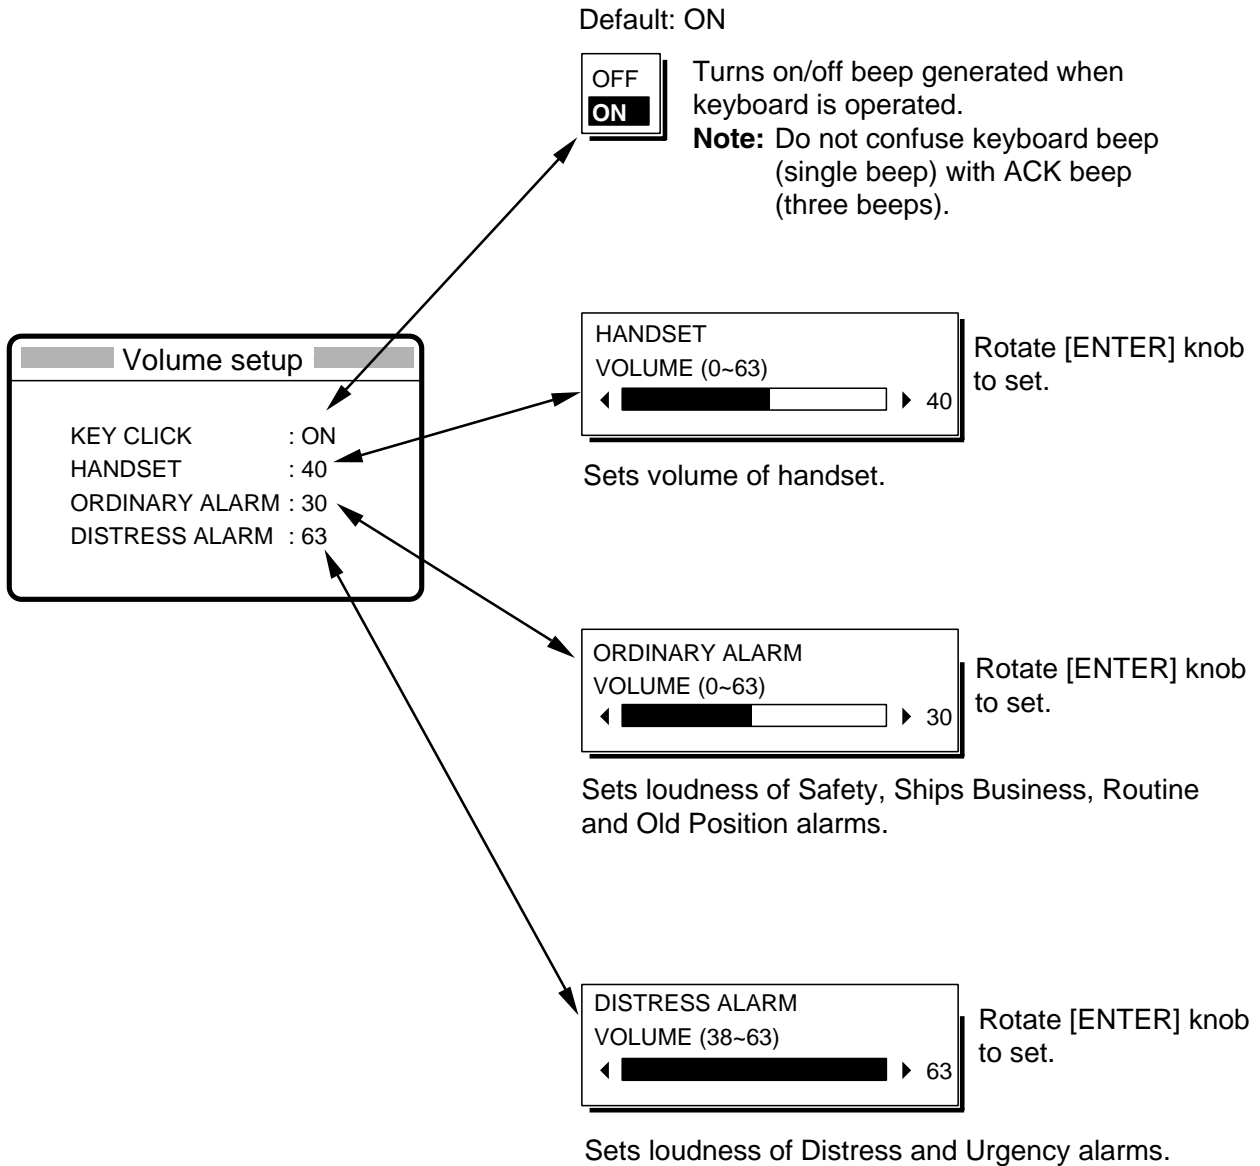 Default: ON
OFF
ON
Turns on/off beep generated when
keyboard is operated.
Note: Do not confuse keyboard beep
(single beep) with ACK beep
(three beeps).
Volume setup
KEY CLICK : ON
HANDSET : 40
ORDINARY ALARM : 30
DISTRESS ALARM : 63
HANDSET
VOLUME (0~63)
40
Rotate [ENTER] knob
to set.
Sets volume of handset.
ORDINARY ALARM
VOLUME (0~63)
30
Rotate [ENTER] knob
to set.
Sets loudness of Safety, Ships Business, Routine
and Old Position alarms.
DISTRESS ALARM
VOLUME (38~63)
63
Rotate [ENTER] knob
to set.
Sets loudness of Distress and Urgency alarms.